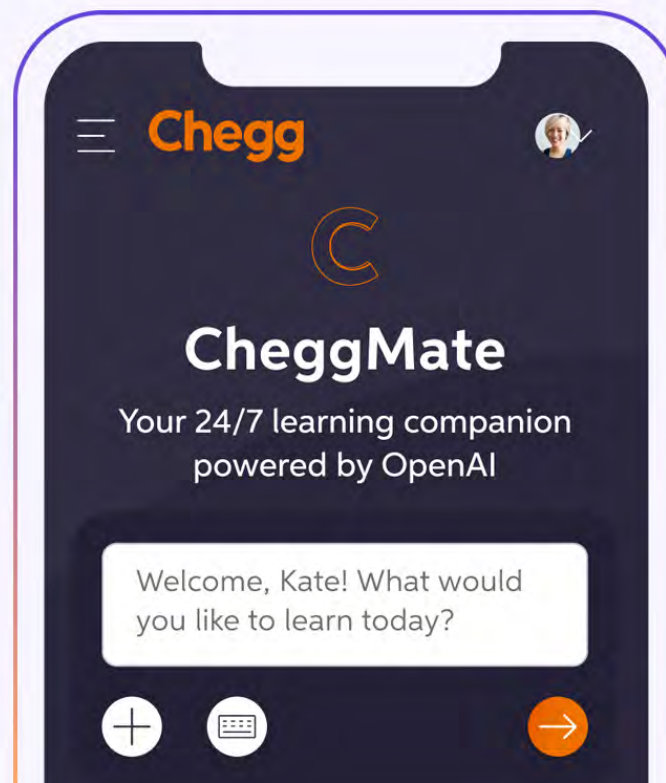 Chegg
C
CheggMate
Your 24/7 learning companion
powered by OpenAI
Welcome, Kate! What would
you like to learn today?